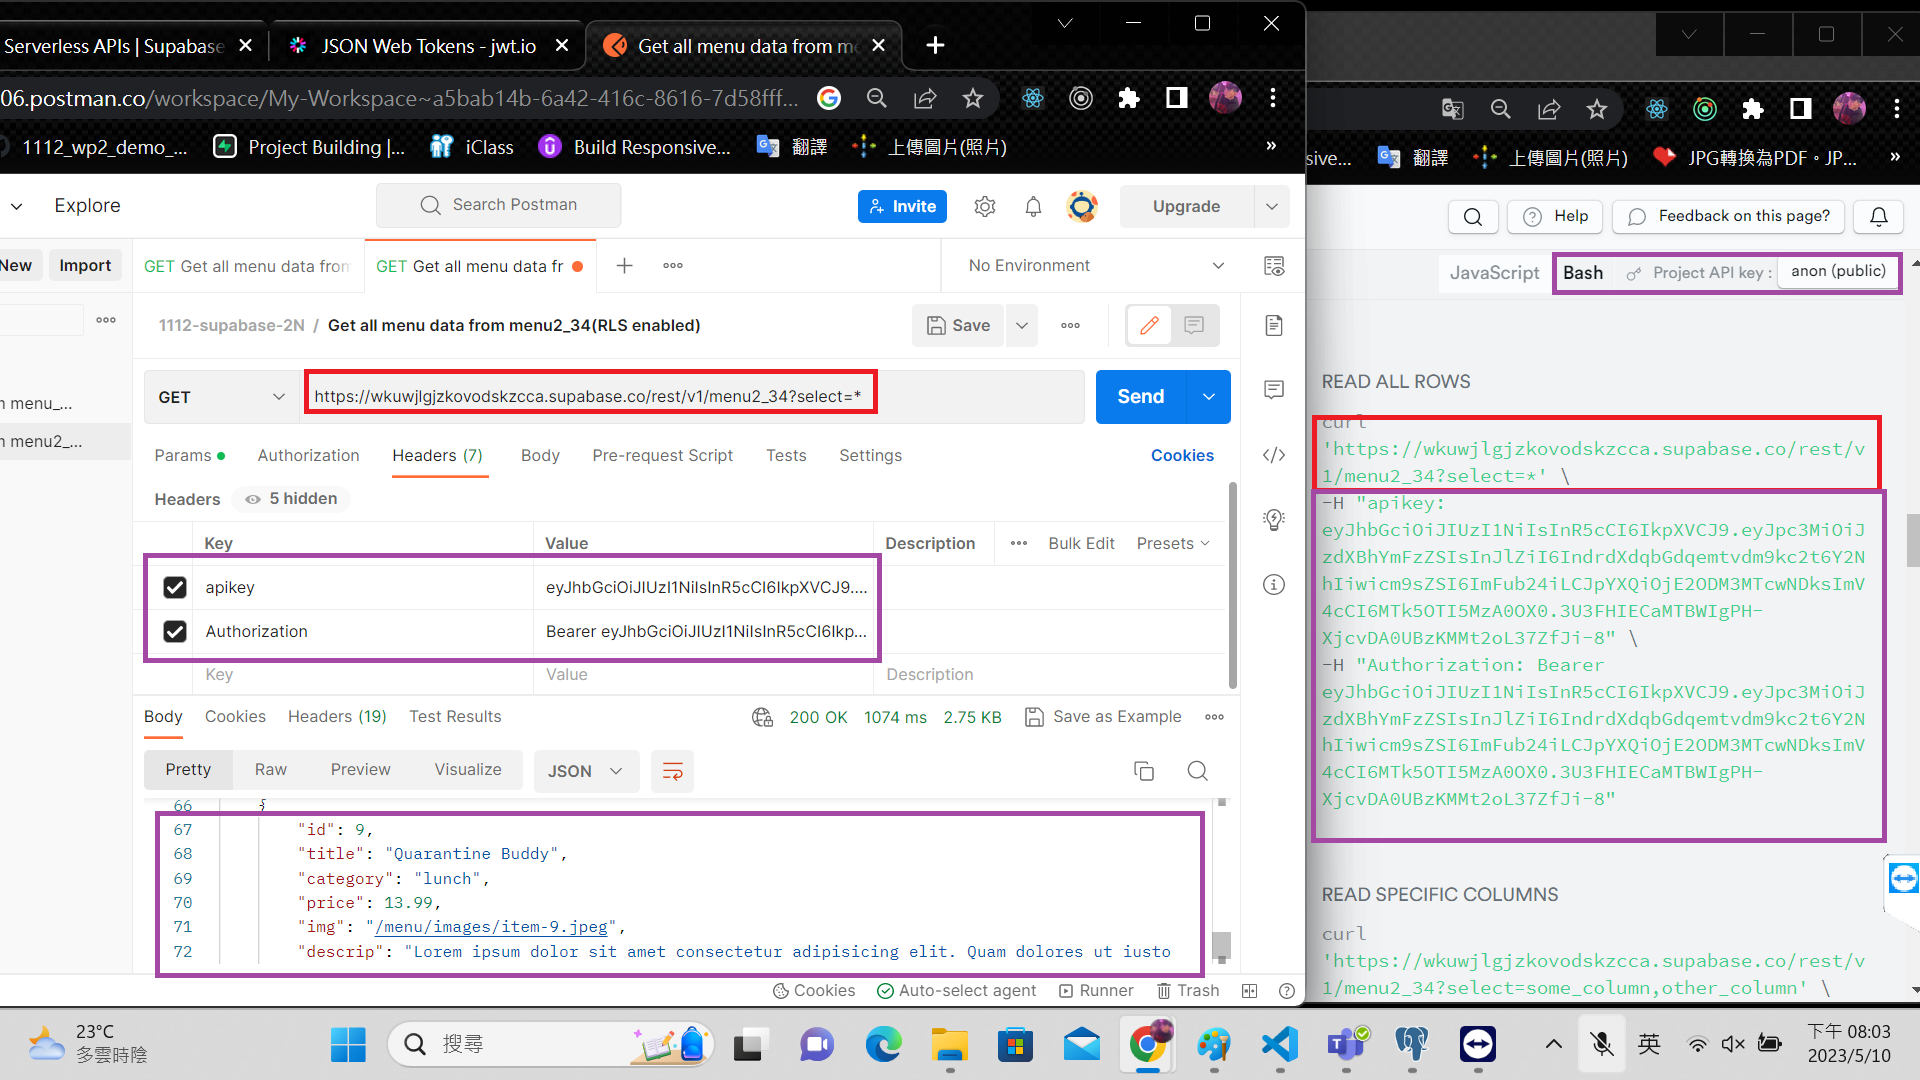 Serverless APIs | Supabase
JSON Web Tokens - jwt.io
Get all menu data from me
06.postman.co/workspace/My-Workspace~a5bab14b-6a42-416c-8616-7d58fff...
1112_wp2_demo_...
Project Building |...
iClass
Build Responsive...
翻譯
上傳圖片(照片)
»
Explore
Search Postman
Invite
Upgrade
New
Import
GET Get all menu data from
GET Get all menu data fr
No Environment
1112-supabase-2N / Get all menu data from menu2_34(RLS enabled)
Save
GET
https://wkuwjlgjzkovodskzcca.supabase.co/rest/v1/menu2_34?select=*
Send
menu_...
menu2_...
Params
Authorization
Headers (7)
Body
Pre-request Script
Tests
Settings
Cookies
Headers
5 hidden
Key
Value
Description
Bulk Edit
Presets
apikey
eyJhbGciOiJIUzI1NiIsInR5cCI6IkpXVCJ9....
Authorization
Bearer eyJhbGciOiJIUzI1NiIsInR5cCI6Ikp...
Key
Value
Description
Body
Cookies
Headers (19)
Test Results
200 OK
1074 ms
2.75 KB
Save as Example
Pretty
Raw
Preview
Visualize
JSON
66 {
67 "id": 9,
68 "title": "Quarantine Buddy",
69 "category": "lunch",
70 "price": 13.99,
71 "img": "/menu/images/item-9.jpeg",
72 "descrip": "Lorem ipsum dolor sit amet consectetur adipisicing elit. Quam dolores ut iusto
Cookies
Auto-select agent
Runner
Trash
sive...
翻譯
上傳圖片(照片)
JPG轉換為PDF。JP...
»
Help
Feedback on this page?
JavaScript
Bash
Project API key :
anon (public)
READ ALL ROWS
curl
'https://wkuwjlgjzkovodskzcca.supabase.co/rest/v
1/menu2_34?select=*' \
-H "apikey:
eyJhbGciOiJIUzI1NiIsInR5cCI6IkpXVCJ9.eyJpc3MiOiJ
zdXBhYmFzZSIsInJlZiI6IndrdXdqbGdqemtvdm9kc2t6Y2N
hIiwicm9sZSI6ImFub24iLCJpYXQiOjE2ODM3MTcwNDksImV
4cCI6MTk5OTI5MzA0OX0.3U3FHIECaMTBWIgPH-
XjcvDA0UBzKMMt2oL37ZfJi-8" \
-H "Authorization: Bearer
eyJhbGciOiJIUzI1NiIsInR5cCI6IkpXVCJ9.eyJpc3MiOiJ
zdXBhYmFzZSIsInJlZiI6IndrdXdqbGdqemtvdm9kc2t6Y2N
hIiwicm9sZSI6ImFub24iLCJpYXQiOjE2ODM3MTcwNDksImV
4cCI6MTk5OTI5MzA0OX0.3U3FHIECaMTBWIgPH-
XjcvDA0UBzKMMt2oL37ZfJi-8"
READ SPECIFIC COLUMNS
curl
'https://wkuwjlgjzkovodskzcca.supabase.co/rest/v
1/menu2_34?select=some_column,other_column' \
23°C
多雲時陰
搜尋
英
下午 08:03
2023/5/10